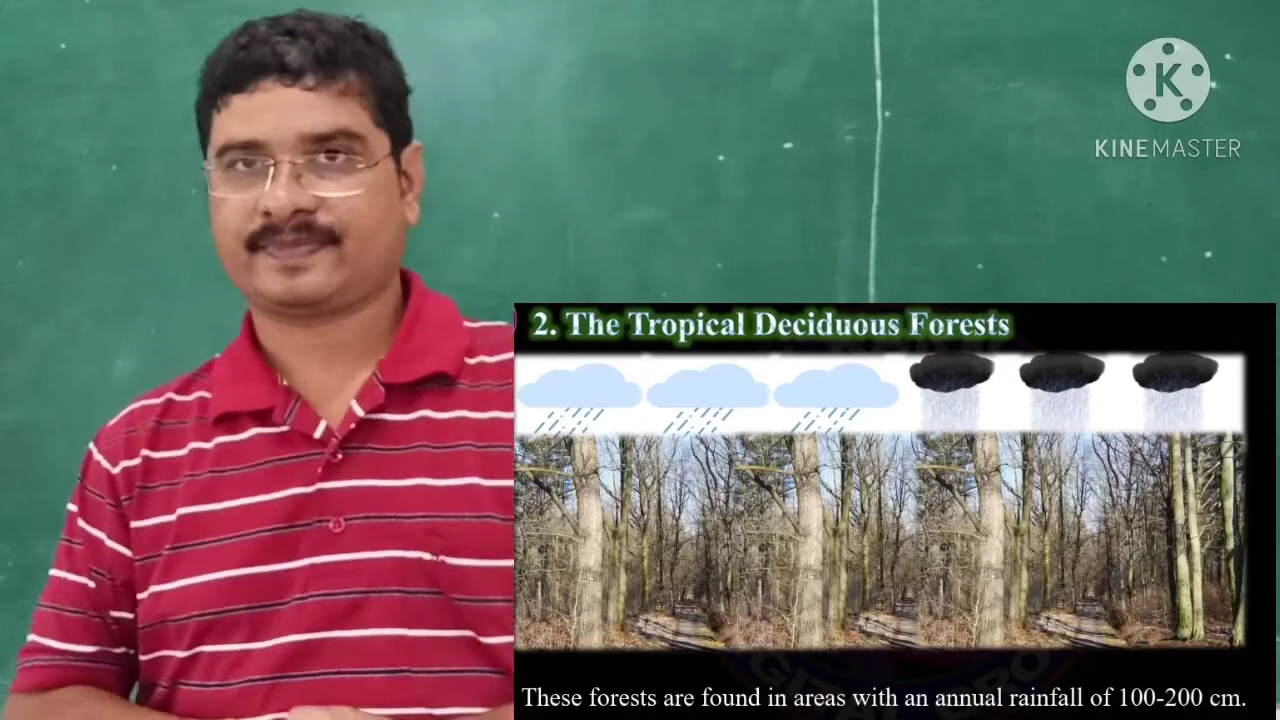 K
KINEMASTER
2. The Tropical Deciduous Forests
These forests are found in areas with an annual rainfall of 100-200 cm.